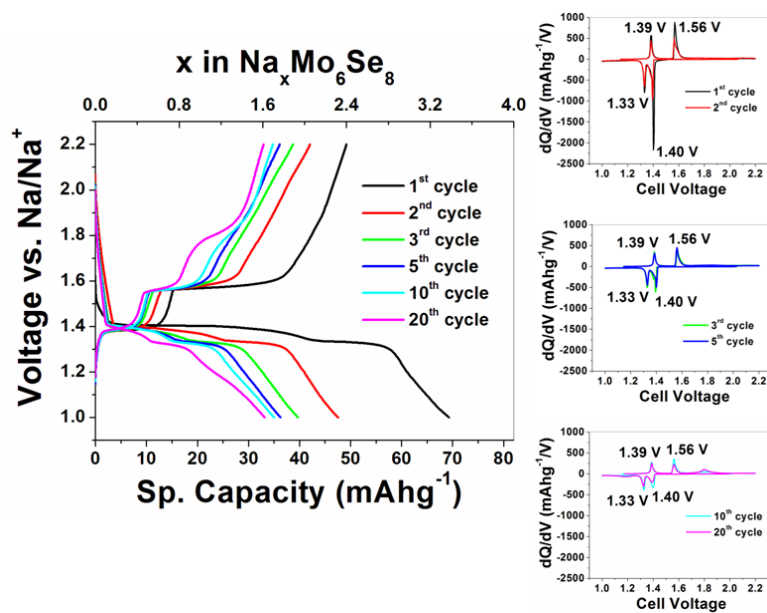 x in NaₓMo₆Se₈
0.0 0.8 1.6 2.4 3.2 4.0
Voltage vs. Na/Na⁺
2.2
2.0
1.8
1.6
1.4
1.2
1.0
1ˢᵗ cycle
2ⁿᵈ cycle
3ʳᵈ cycle
5ᵗʰ cycle
10ᵗʰ cycle
20ᵗʰ cycle
0 10 20 30 40 50 60 70 80
Sp. Capacity (mAhg⁻¹)
dQ/dV (mAhg⁻¹/V)
1000
500
0
-500
-1000
-1500
-2000
-2500
1.39 V 1.56 V
1.33 V
1.40 V
1ˢᵗ cycle
2ⁿᵈ cycle
1.0 1.2 1.4 1.6 1.8 2.0 2.2
Cell Voltage
dQ/dV (mAhg⁻¹/V)
1000
500
0
-500
-1000
-1500
-2000
-2500
1.39 V 1.56 V
1.33 V 1.40 V
3ʳᵈ cycle
5ᵗʰ cycle
1.0 1.2 1.4 1.6 1.8 2.0 2.2
Cell Voltage
dQ/dV (mAhg⁻¹/V)
1000
500
0
-500
-1000
-1500
-2000
-2500
1.39 V 1.56 V
1.33 V 1.40 V
10ᵗʰ cycle
20ᵗʰ cycle
1.0 1.2 1.4 1.6 1.8 2.0 2.2
Cell Voltage